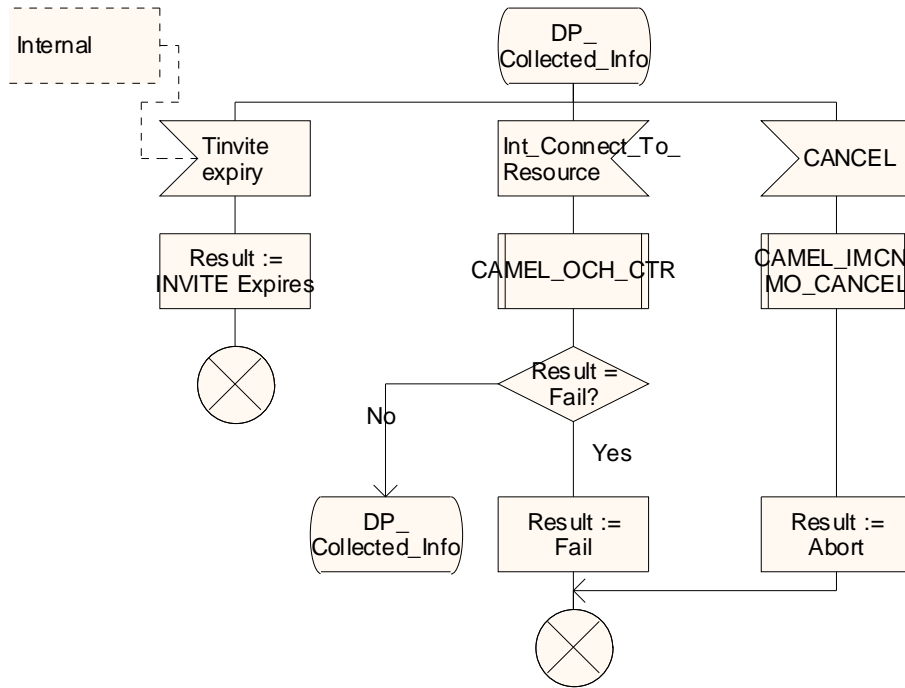 Internal
DP_
Collected_Info
Tinvite
expiry
Int_Connect_To_
Resource
CANCEL
Result :=
INVITE Expires
CAMEL_OCH_CTR
CAMEL_IMCN
MO_CANCEL
Result =
Fail?
No
Yes
DP_
Collected_Info
Result :=
Fail
Result :=
Abort